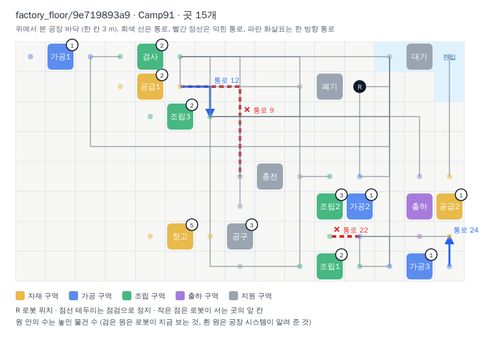 factory_floor/9e719893a9 · Camp91 · 곳 15개
위에서 본 공장 바닥 (한 칸 3 m). 회색 선은 통로, 빨간 점선은 막힌 통로, 파란 화살표는 한 방향 통로
가공1 1
검사 2
대기
진입
공급1 2
통로 12
폐기
R
조립3 2
통로 9
충전
조립2 3
가공2 1
출하
공급2 1
창고 5
공구 3
통로 22
통로 24
조립1 2
가공3 1
자재 구역
가공 구역
조립 구역
출하 구역
지원 구역
R 로봇 위치 · 점선 테두리는 점검으로 정지 · 작은 점은 로봇이 서는 곳의 앞 칸
원 안의 수는 놓인 물건 수 (검은 원은 로봇이 지금 보는 것, 흰 원은 공장 시스템이 알려 준 것)